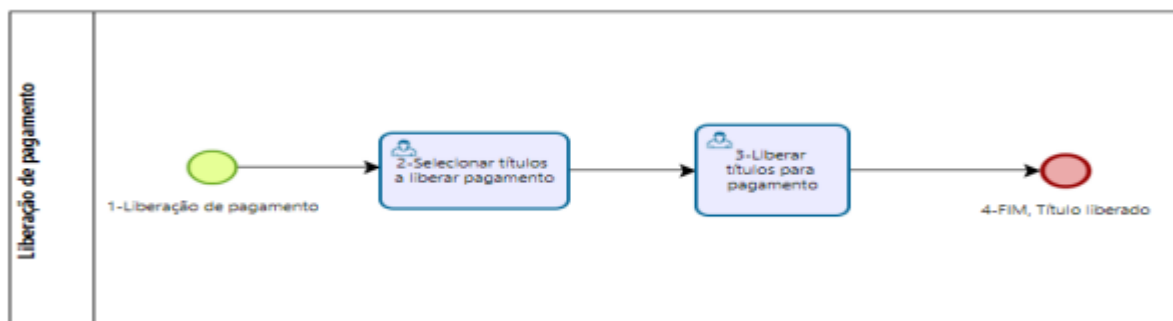 Liberação de pagamento
1-Liberação de pagamento
2-Selecionar títulos
a liberar pagamento
3-Liberar
títulos para
pagamento
4-FIM, Título liberado